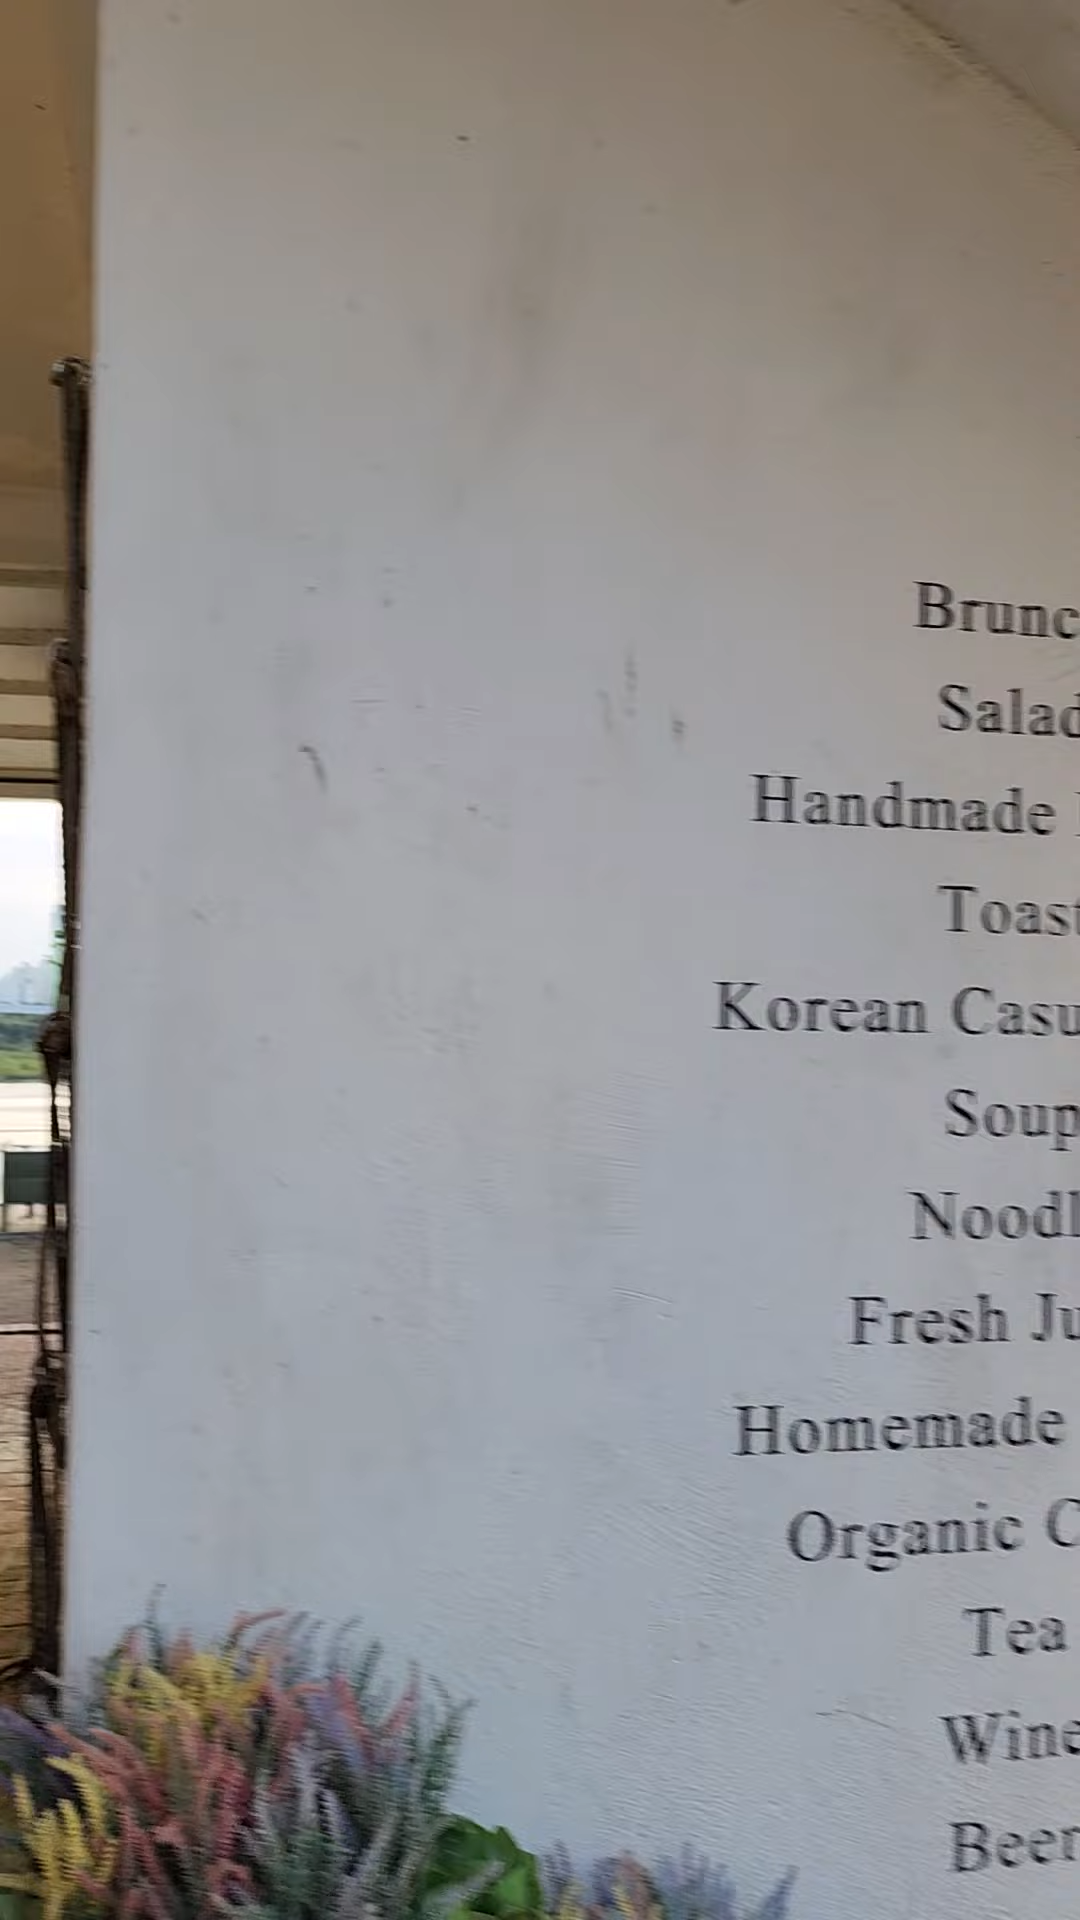 Brunc
Salad
Handmade
Toast
Korean Casu
Soup
Noodl
Fresh Ju
Homemade
Organic C
Tea
Wine
Beer